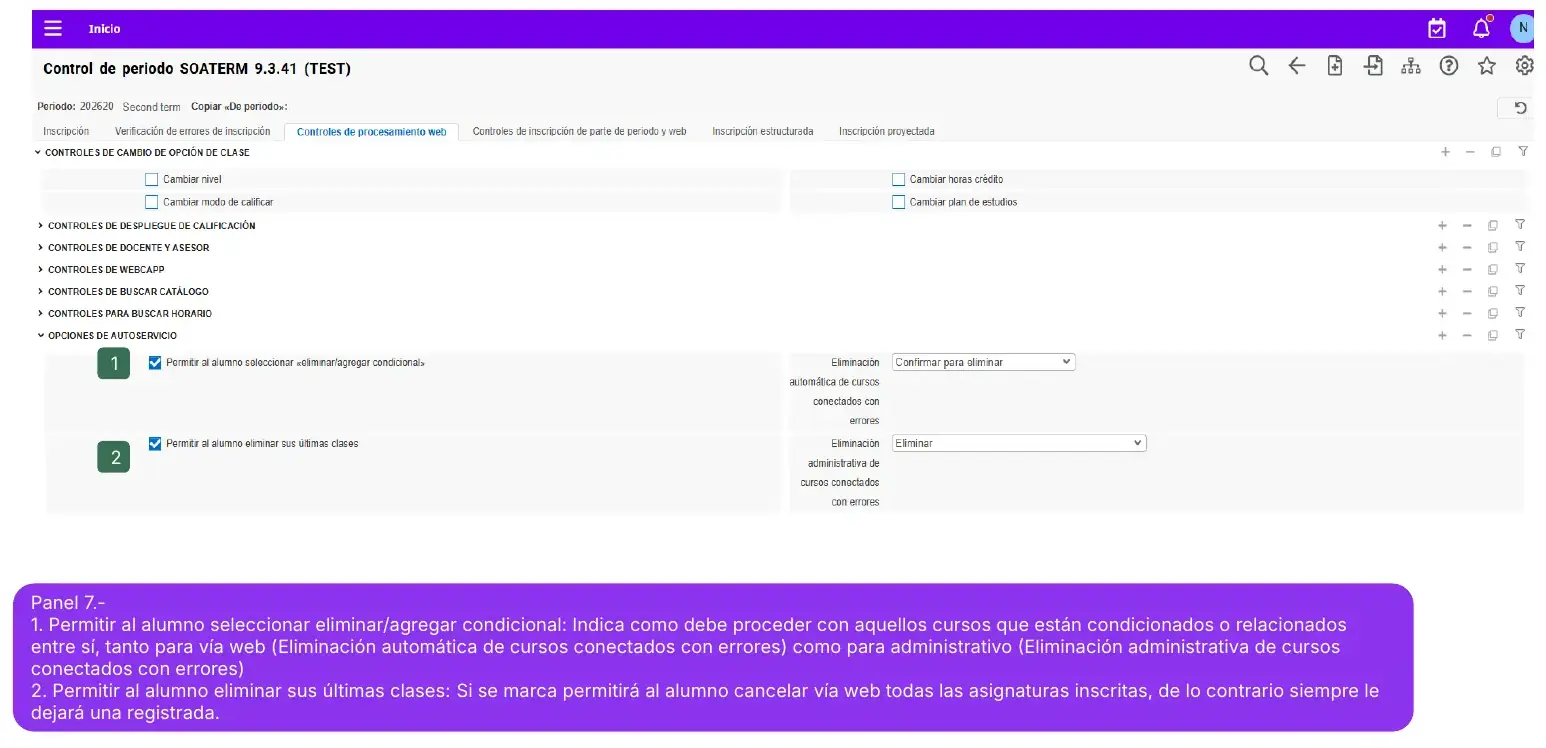 Inicio
N
Control de periodo SOATERM 9.3.41 (TEST)
Periodo: 202620 Second term Copiar «De periodo»:
Inscripción Verificación de errores de inscripción Controles de procesamiento web Controles de inscripción de parte de periodo y web Inscripción estructurada Inscripción proyectada
CONTROLES DE CAMBIO DE OPCIÓN DE CLASE
Cambiar nivel Cambiar horas crédito
Cambiar modo de calificar Cambiar plan de estudios
CONTROLES DE DESPLIEGUE DE CALIFICACIÓN
CONTROLES DE DOCENTE Y ASESOR
CONTROLES DE WEBCAPP
CONTROLES DE BUSCAR CATÁLOGO
CONTROLES PARA BUSCAR HORARIO
OPCIONES DE AUTOSERVICIO
1 Permitir al alumno seleccionar «eliminar/agregar condicional» Eliminación Confirmar para eliminar
automática de cursos
conectados con
errores
2 Permitir al alumno eliminar sus últimas clases Eliminación Eliminar
administrativa de
cursos conectados
con errores
Panel 7.-
1. Permitir al alumno seleccionar eliminar/agregar condicional: Indica como debe proceder con aquellos cursos que están condicionados o relacionados
entre sí, tanto para vía web (Eliminación automática de cursos conectados con errores) como para administrativo (Eliminación administrativa de cursos
conectados con errores)
2. Permitir al alumno eliminar sus últimas clases: Si se marca permitirá al alumno cancelar vía web todas las asignaturas inscritas, de lo contrario siempre le
dejará una registrada.